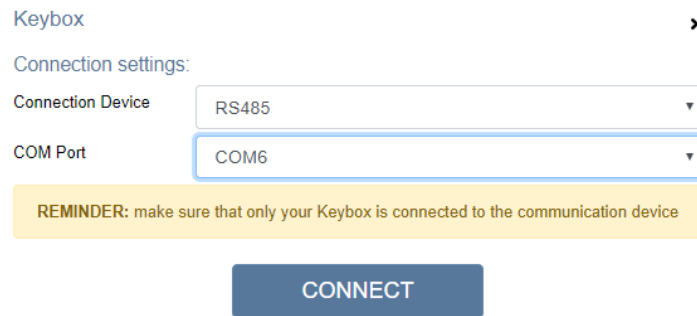 Keybox
Connection settings:
Connection Device RS485
COM Port COM6
REMINDER: make sure that only your Keybox is connected to the communication device
CONNECT